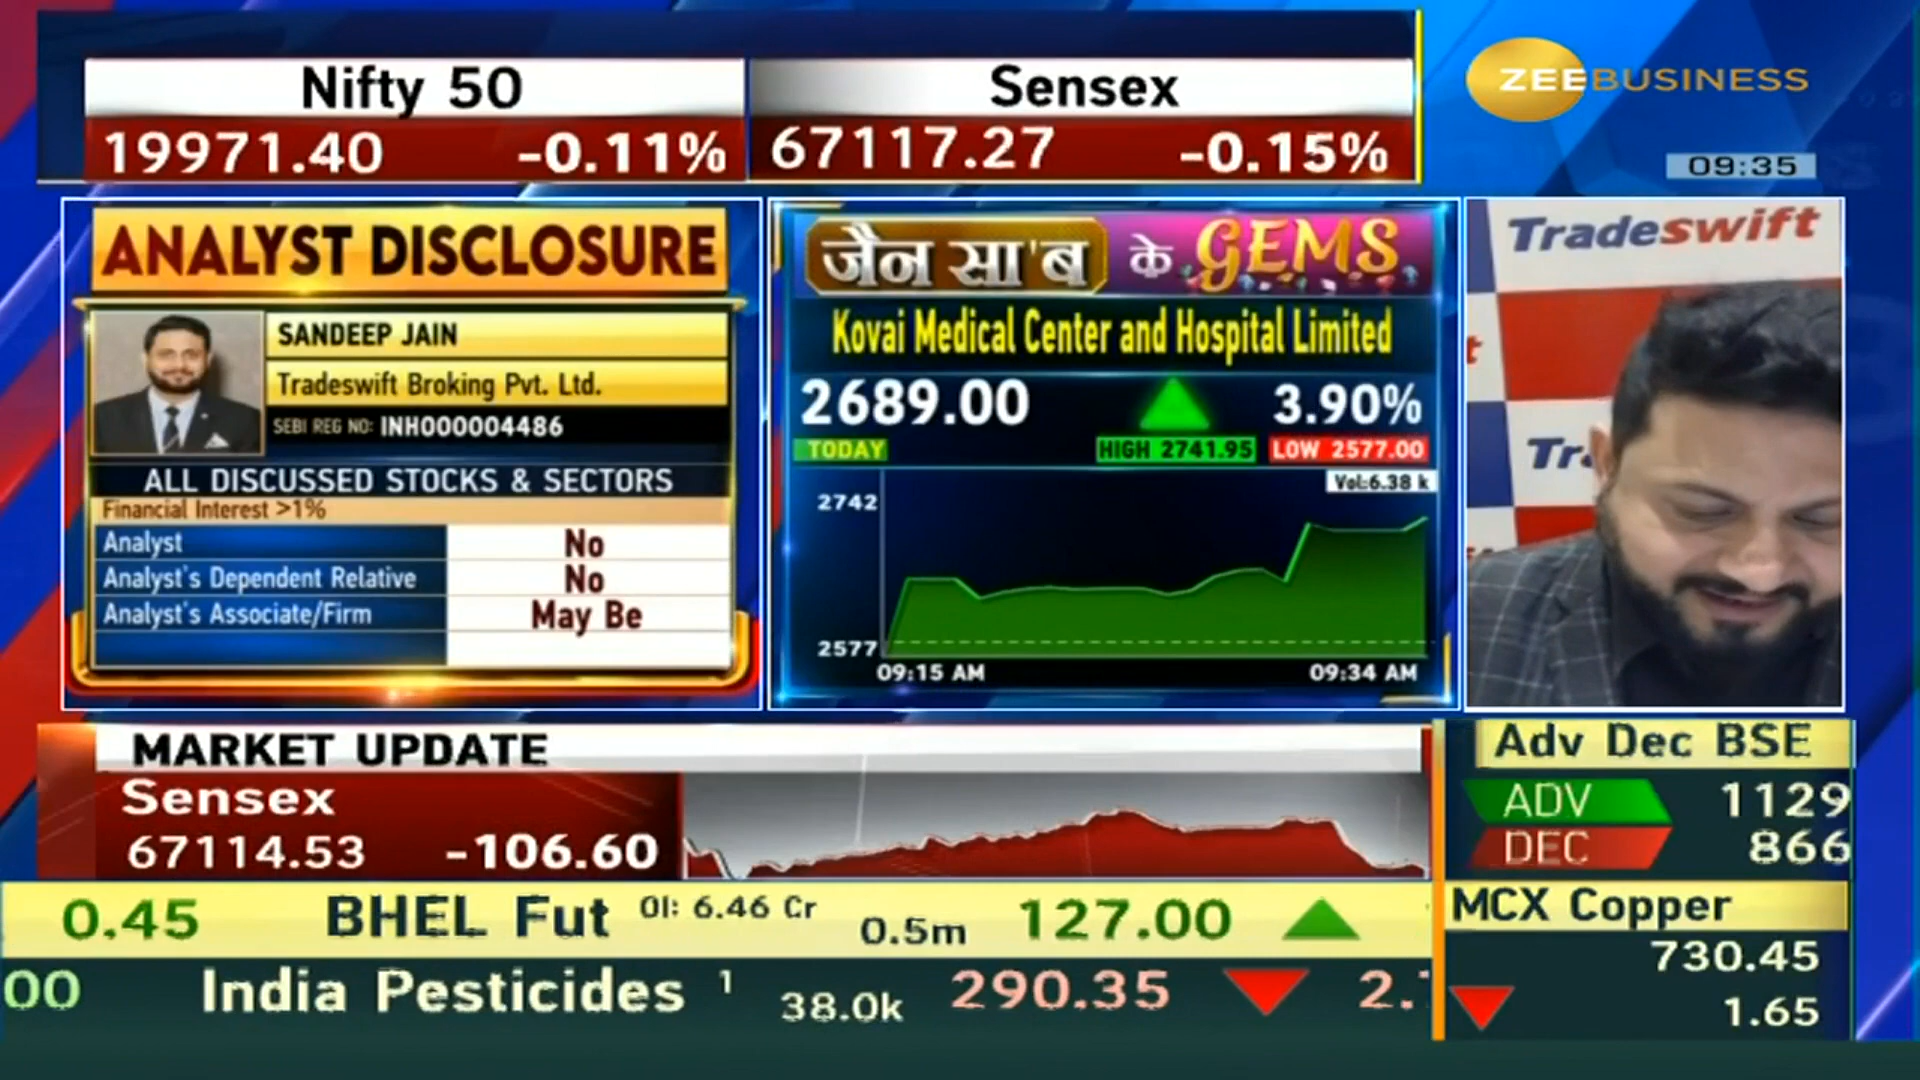 Nifty 50
19971.40 -0.11%
Sensex
67117.27 -0.15%
ZEEBUSINESS
09:35
ANALYST DISCLOSURE
SANDEEP JAIN
Tradeswift Broking Pvt. Ltd.
SEBI REG NO: INH000004486
ALL DISCUSSED STOCKS & SECTORS
Financial Interest >1%
Analyst No
Analyst's Dependent Relative No
Analyst's Associate/Firm May Be
जैन सा'ब के GEMS
Kovai Medical Center and Hospital Limited
2689.00 3.90%
TODAY HIGH 2741.95 LOW 2577.00
Vol:6.38 k
2742
2577
09:15 AM 09:34 AM
Tradeswift
MARKET UPDATE
Sensex
67114.53 -106.60
Adv Dec BSE
ADV 1129
DEC 866
0.45 BHEL Fut OI: 6.46 Cr 0.5m 127.00
00 India Pesticides 1 38.0k 290.35 2.
MCX Copper
730.45
1.65